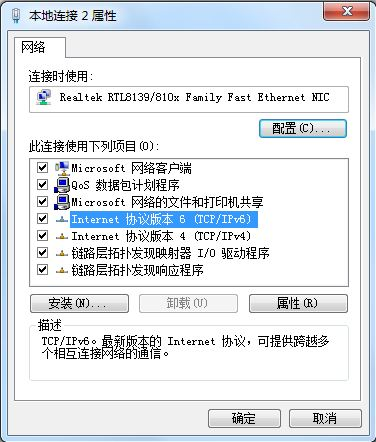 本地连接 2 属性
网络
连接时使用:
Realtek RTL8139/810x Family Fast Ethernet NIC
配置(C)...
此连接使用下列项目(O):
Microsoft 网络客户端
QoS 数据包计划程序
Microsoft 网络的文件和打印机共享
Internet 协议版本 6 (TCP/IPv6)
Internet 协议版本 4 (TCP/IPv4)
链路层拓扑发现映射器 I/O 驱动程序
链路层拓扑发现响应程序
安装(N)...
卸载(U)
属性(R)
描述
TCP/IPv6。最新版本的 Internet 协议,可提供跨越多
个相互连接网络的通信。
确定
取消